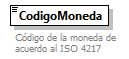 CodigoMoneda
Código de la moneda de
acuerdo al ISO 4217